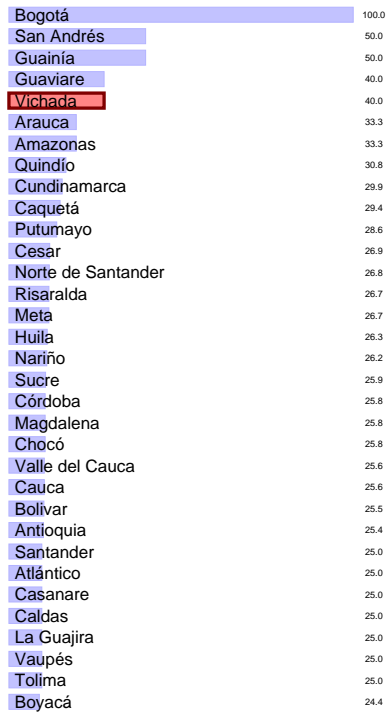 Bogotá 100.0
San Andrés 50.0
Guainía 50.0
Guaviare 40.0
Vichada 40.0
Arauca 33.3
Amazonas 33.3
Quindío 30.8
Cundinamarca 29.9
Caquetá 29.4
Putumayo 28.6
Cesar 26.9
Norte de Santander 26.8
Risaralda 26.7
Meta 26.7
Huila 26.3
Nariño 26.2
Sucre 25.9
Córdoba 25.8
Magdalena 25.8
Chocó 25.8
Valle del Cauca 25.6
Cauca 25.6
Bolivar 25.5
Antioquia 25.4
Santander 25.0
Atlántico 25.0
Casanare 25.0
Caldas 25.0
La Guajira 25.0
Vaupés 25.0
Tolima 25.0
Boyacá 24.4